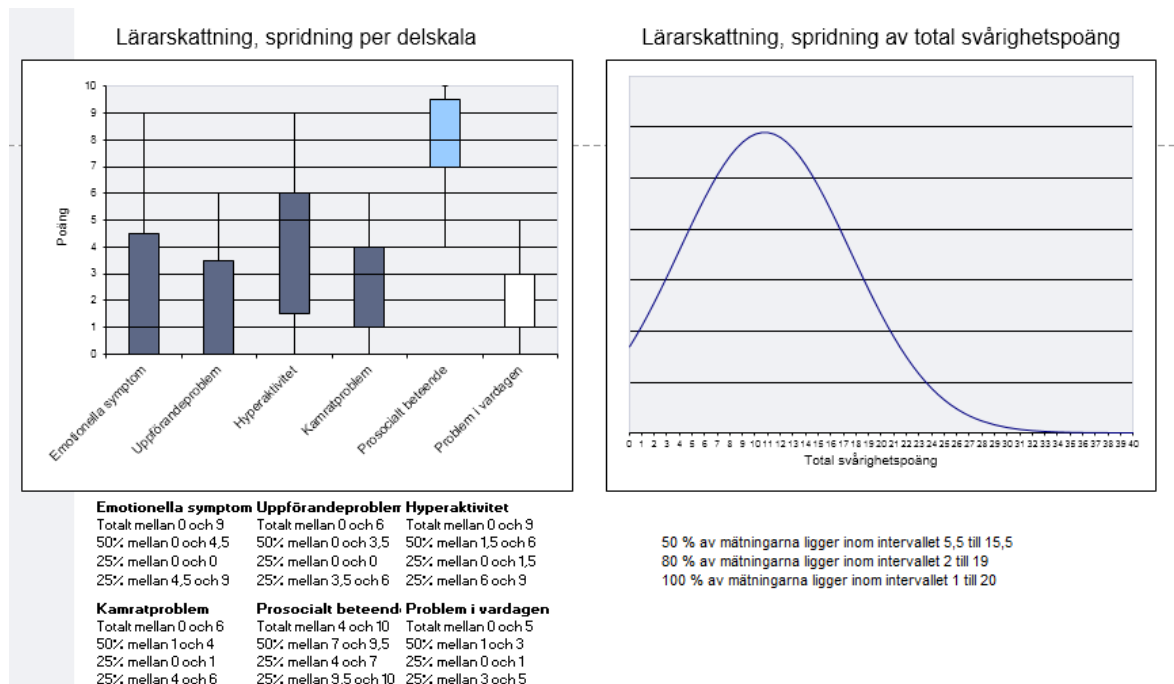 Lärarskattning, spridning per delskala
Poäng
10
9
8
7
6
5
4
3
2
1
0
Emotionella symptom
Uppförandeproblem
Hyperaktivitet
Kamratproblem
Prosocialt beteende
Problem i vardagen
Emotionella symptom Uppförandeproblem Hyperaktivitet
Totalt mellan 0 och 9 Totalt mellan 0 och 6 Totalt mellan 0 och 9
50% mellan 0 och 4,5 50% mellan 0 och 3,5 50% mellan 1,5 och 6
25% mellan 0 och 0 25% mellan 0 och 0 25% mellan 0 och 1,5
25% mellan 4,5 och 9 25% mellan 3,5 och 6 25% mellan 6 och 9
Kamratproblem Prosocialt beteende Problem i vardagen
Totalt mellan 0 och 6 Totalt mellan 4 och 10 Totalt mellan 0 och 5
50% mellan 1 och 4 50% mellan 7 och 9,5 50% mellan 1 och 3
25% mellan 0 och 1 25% mellan 4 och 7 25% mellan 0 och 1
25% mellan 4 och 6 25% mellan 9,5 och 10 25% mellan 3 och 5
Lärarskattning, spridning av total svårighetspoäng
0 1 2 3 4 5 6 7 8 9 10 11 12 13 14 15 16 17 18 19 20 21 22 23 24 25 26 27 28 29 30 31 32 33 34 35 36 37 38 39 40
Total svårighetspoäng
50 % av mätningarna ligger inom intervallet 5,5 till 15,5
80 % av mätningarna ligger inom intervallet 2 till 19
100 % av mätningarna ligger inom intervallet 1 till 20